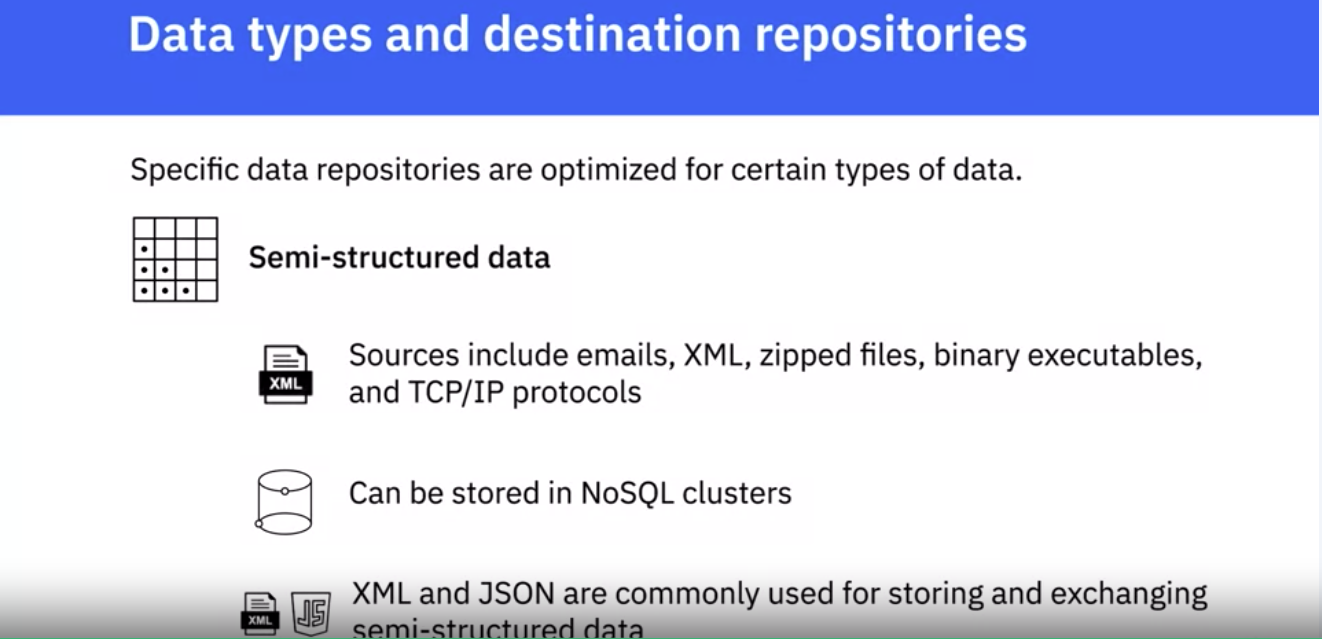 Data types and destination repositories
Specific data repositories are optimized for certain types of data.
Semi-structured data
XML
Sources include emails, XML, zipped files, binary executables,
and TCP/IP protocols
Can be stored in NoSQL clusters
XML
JS
XML and JSON are commonly used for storing and exchanging
semi-structured data